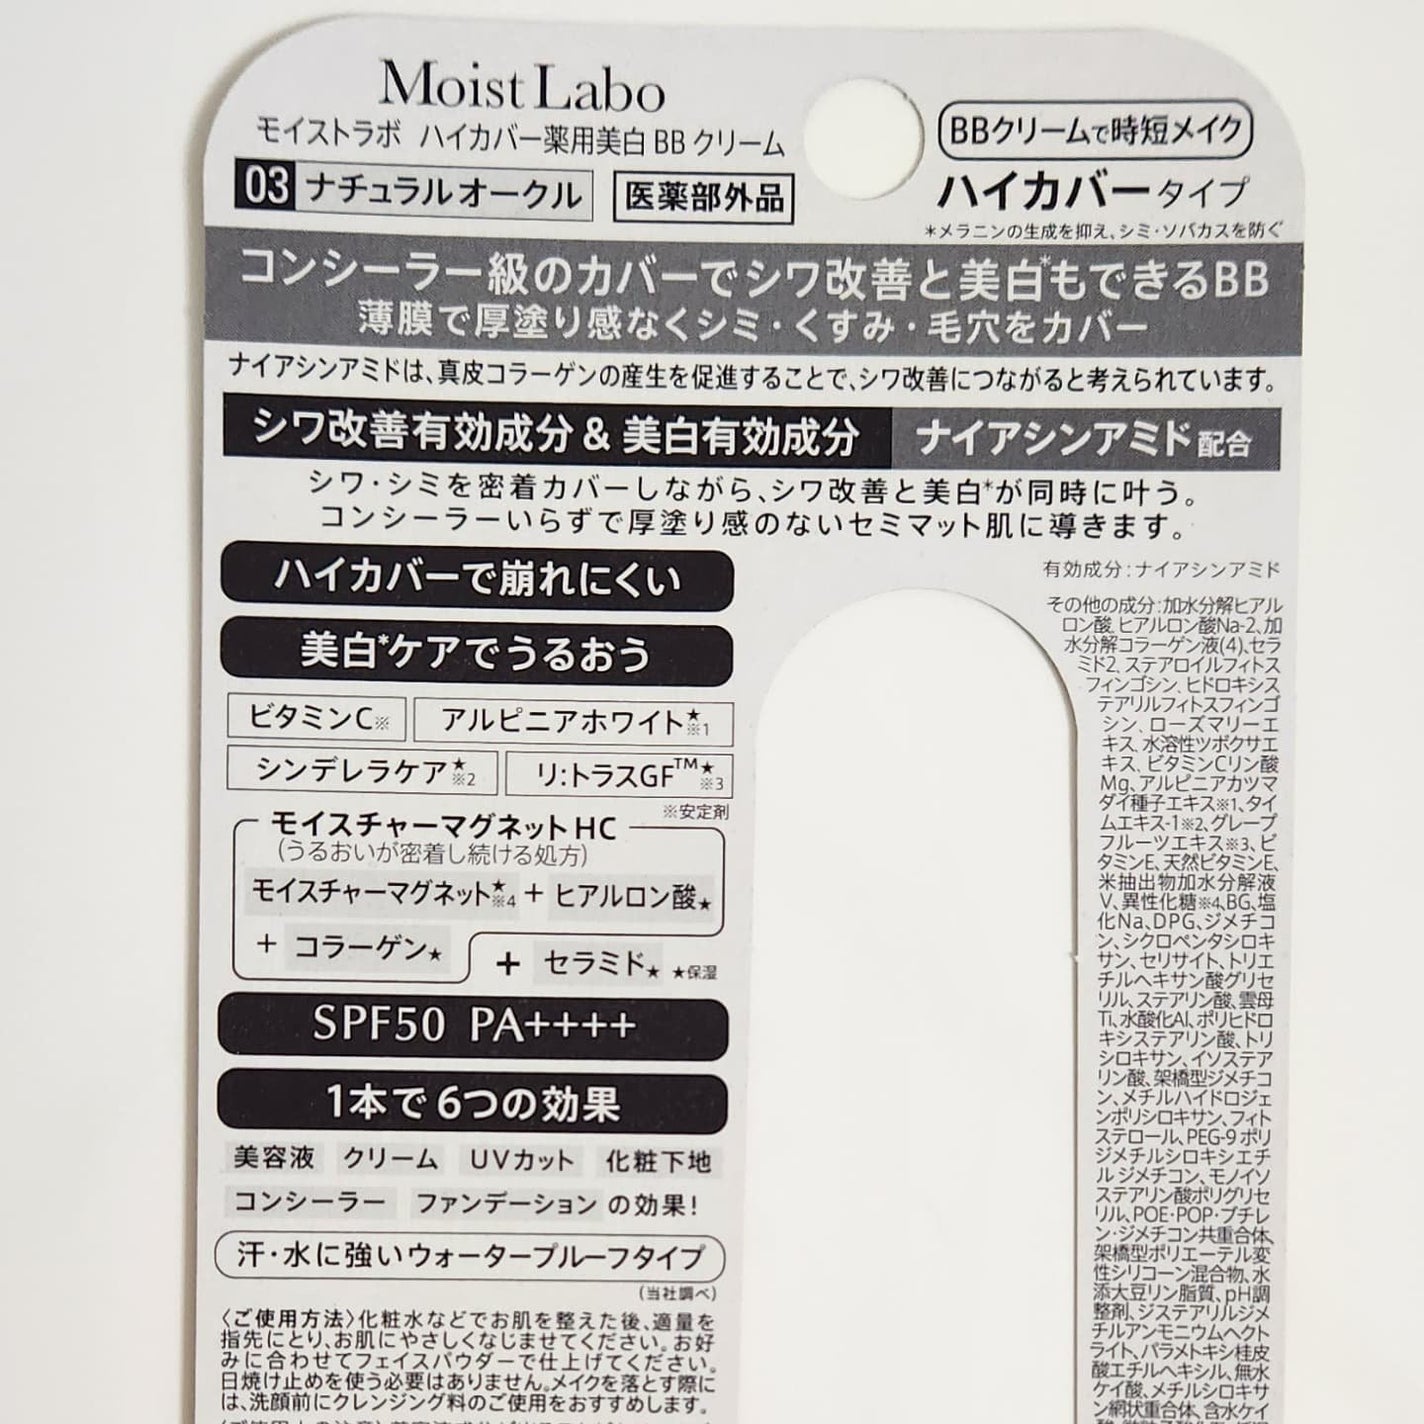 Moist Labo
モイストラボ ハイカバー薬用美白 BB クリーム
03 ナチュラルオークル 医薬部外品
BBクリームで時短メイク
ハイカバータイプ
*メラニンの生成を抑え、シミ・ソバカスを防ぐ
コンシーラー級のカバーでシワ改善と美白*もできるBB
薄膜で厚塗り感なくシミ・くすみ・毛穴をカバー
ナイアシンアミドは、真皮コラーゲンの産生を促進することで、シワ改善につながると考えられています。
シワ改善有効成分 & 美白有効成分 ナイアシンアミド配合
シワ・シミを密着カバーしながら、シワ改善と美白*が同時に叶う。
コンシーラーいらずで厚塗り感のないセミマット肌に導きます。
ハイカバーで崩れにくい
美白*ケアでうるおう
ビタミンC※ アルピニアホワイト★※1
シンデレラケア★※2 リ:トラスGF™★※3
※安定剤
モイスチャーマグネット HC
(うるおいが密着し続ける処方)
モイスチャーマグネット★※4 + ヒアルロン酸★
+ コラーゲン★ + セラミド★ ★保湿
SPF50 PA++++
1本で6つの効果
美容液 クリーム UVカット 化粧下地
コンシーラー ファンデーション の効果!
汗・水に強いウォータープルーフタイプ
(当社調べ)
〈ご使用方法〉化粧水などでお肌を整えた後、適量を
指先にとり、お肌にやさしくなじませてください。お好
みに合わせてフェイスパウダーで仕上げてください。
日焼け止めを使う必要はありません。メイクを落とす際に
は、洗顔前にクレンジング料のご使用をおすすめします。
有効成分:ナイアシンアミド
その他の成分:加水分解ヒアル
ロン酸、ヒアルロン酸Na-2、加
水分解コラーゲン液(4)、セラ
ミド2、ステアロイルフィトス
フィンゴシン、ヒドロキシス
テアリルフィトスフィンゴ
シン、ローズマリーエ
キス、水溶性ツボクサエ
キス、ビタミンCリン酸
Mg、アルピニアカツマ
ダイ種子エキス※1、タイ
ムエキス-1※2、グレープ
フルーツエキス※3、ビ
タミンE、天然ビタミンE、
米抽出物加水分解液
V、異性化糖※4、BG、塩
化Na、DPG、ジメチコ
ン、シクロペンタシロキ
サン、セリサイト、トリエ
チルヘキサン酸グリセ
リル、ステアリン酸、雲母
Ti、水酸化Al、ポリヒドロ
キシステアリン酸、トリ
シロキサン、イソステア
リン酸、架橋型ジメチコ
ン、メチルハイドロジェ
ンポリシロキサン、フィト
ステロール、PEG-9 ポリ
ジメチルシロキシエチ
ル ジメチコン、モノイソ
ステアリン酸ポリグリセ
リル、POE・POP・ブチレ
ン・ジメチコン共重合体、
架橋型ポリエーテル変
性シリコーン混合物、水
添大豆リン脂質、pH調
整剤、ジステアリルジメ
チルアンモニウムヘクト
ライト、パラメトキシ桂皮
酸エチルヘキシル、無水
ケイ酸、メチルシロキサ
ン網状重合体、含水ケイ